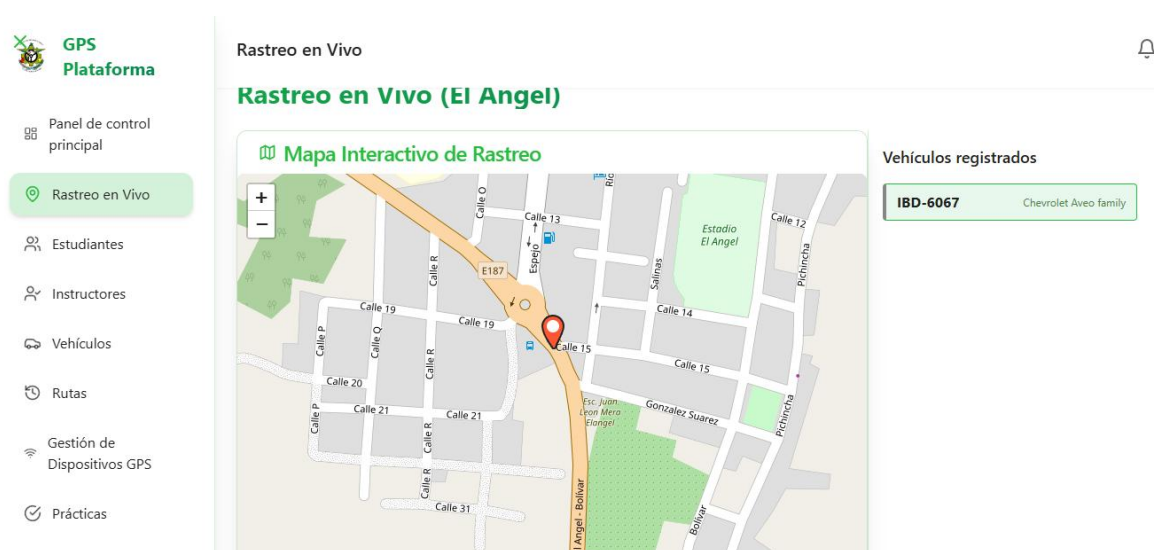 GPS
Plataforma
Panel de control
principal
Rastreo en Vivo
Estudiantes
Instructores
Vehículos
Rutas
Gestión de
Dispositivos GPS
Prácticas
Rastreo en Vivo
Rastreo en Vivo (El Angel)
Mapa Interactivo de Rastreo
+
−
Calle O
Calle 13
Espejo
Estadio
El Angel
Calle 12
Pichincha
Salinas
Calle R
E187
Calle 19
Calle 19
Calle 14
Calle P
Calle Q
Calle R
Calle 15
Calle 15
Calle 20
Calle P
Calle 21
Calle 21
Calle R
Esc. Juan
Leon Mera
Elangel
Gonzalez Suarez
Pichincha
Calle R
Calle 31
El Angel - Bolívar
Bolívar
Vehículos registrados
IBD-6067
Chevrolet Aveo family